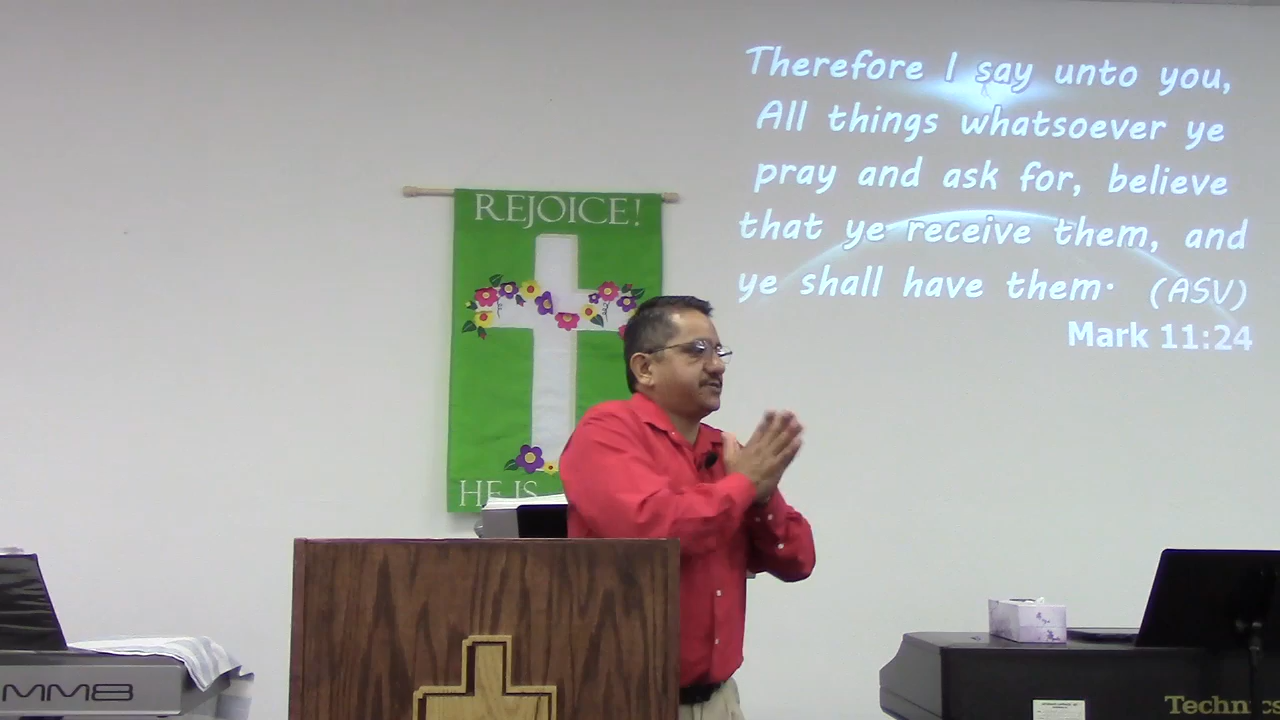 Therefore I say unto you,
All things whatsoever ye
pray and ask for, believe
that ye receive them, and
ye shall have them. (ASV)
Mark 11:24
REJOICE!
HE IS
MM8
Technics